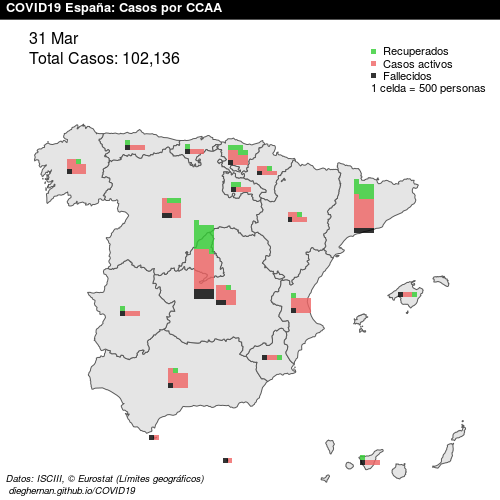 COVID19 España: Casos por CCAA
31 Mar
Total Casos: 102,136
Recuperados
Casos activos
Fallecidos
1 celda = 500 personas
Datos: ISCIII, © Eurostat (Límites geográficos)
dieghernan.github.io/COVID19